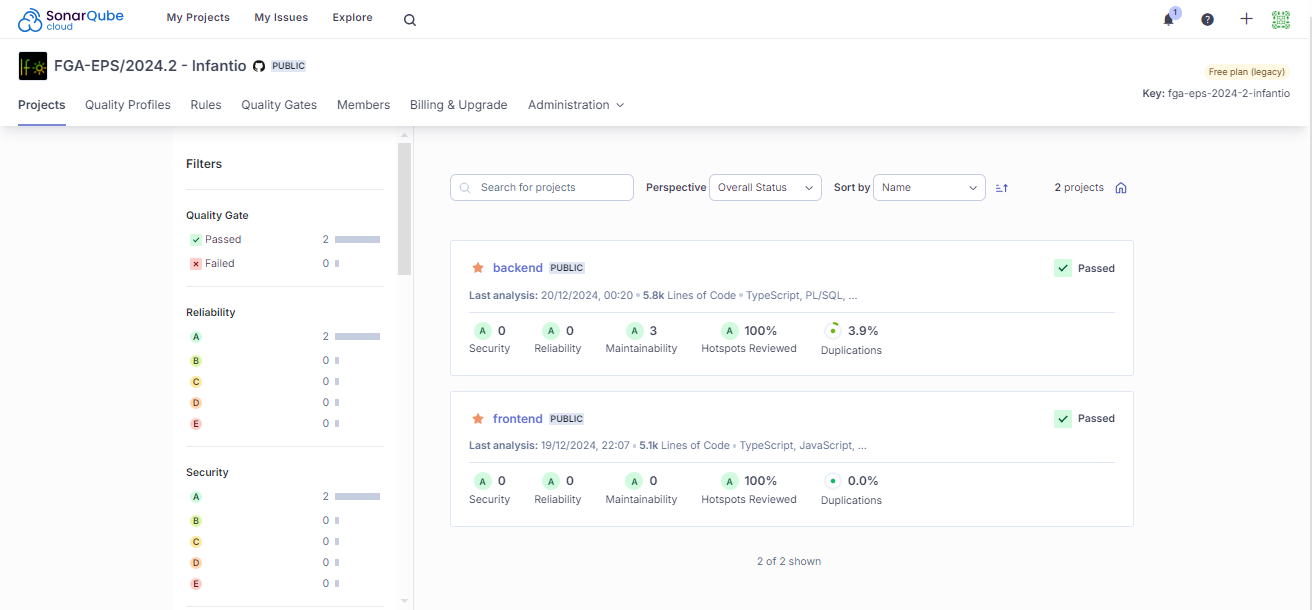 SonarQube cloud My Projects My Issues Explore 1
FGA-EPS/2024.2 - Infantio PUBLIC
Free plan (legacy)
Key: fga-eps-2024-2-infantio
Projects Quality Profiles Rules Quality Gates Members Billing & Upgrade Administration
Filters
Quality Gate
Passed 2
Failed 0
Reliability
A 2
B 0
C 0
D 0
E 0
Security
A 2
B 0
C 0
D 0
E 0
Search for projects Perspective Overall Status Sort by Name 2 projects
backend PUBLIC Passed
Last analysis: 20/12/2024, 00:20 • 5.8k Lines of Code • TypeScript, PL/SQL, ...
A 0 A 0 A 3 A 100% 3.9%
Security Reliability Maintainability Hotspots Reviewed Duplications
frontend PUBLIC Passed
Last analysis: 19/12/2024, 22:07 • 5.1k Lines of Code • TypeScript, JavaScript, ...
A 0 A 0 A 0 A 100% 0.0%
Security Reliability Maintainability Hotspots Reviewed Duplications
2 of 2 shown